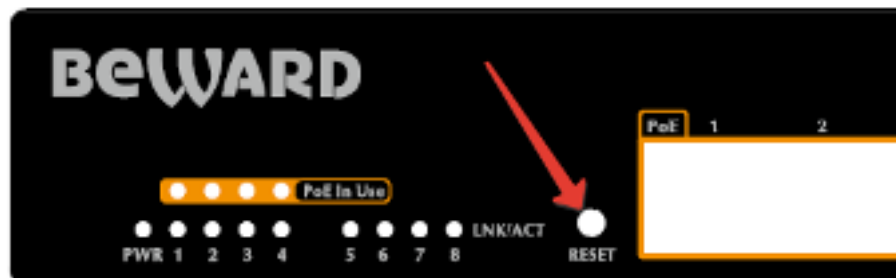 BEWARD
PoE 1 2
PoE In Use
LNK/ACT
PWR 1 2 3 4 5 6 7 8 RESET